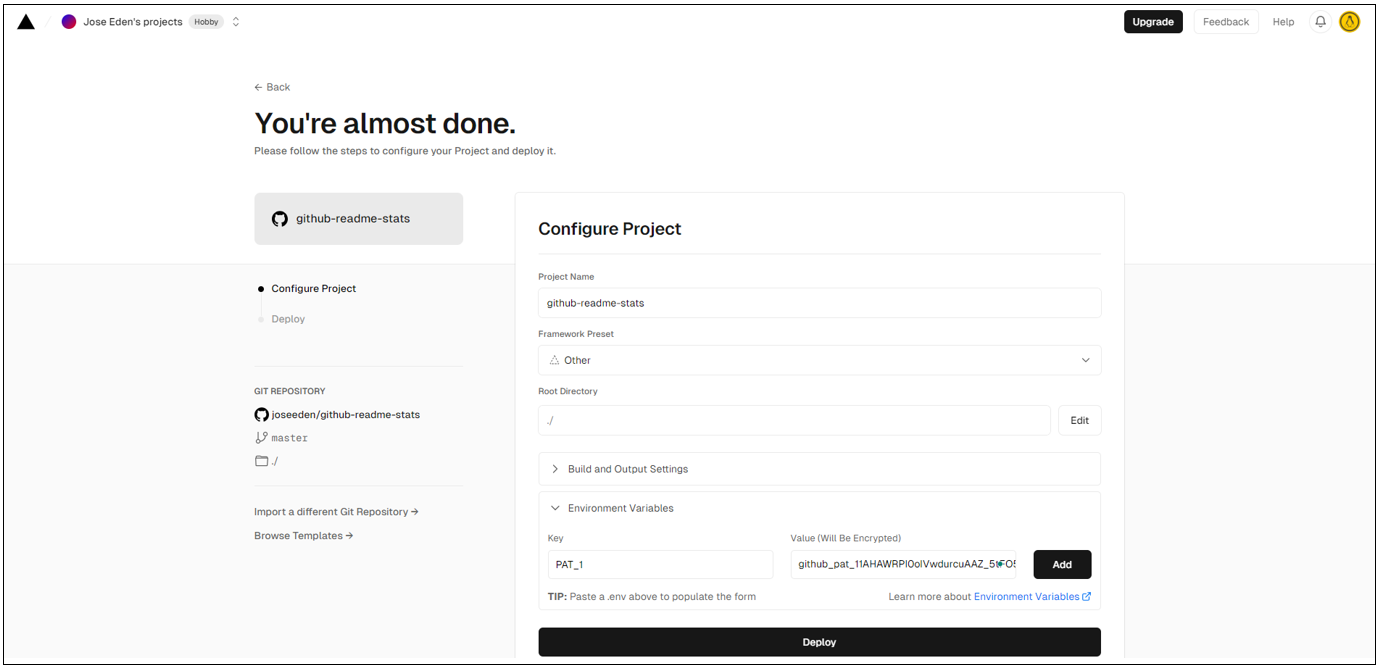 Jose Eden's projects Hobby
Upgrade Feedback Help
← Back
You're almost done.
Please follow the steps to configure your Project and deploy it.
github-readme-stats
Configure Project
Deploy
GIT REPOSITORY
joseeden/github-readme-stats
master
./
Import a different Git Repository →
Browse Templates →
Configure Project
Project Name
github-readme-stats
Framework Preset
Other
Root Directory
./
Edit
Build and Output Settings
Environment Variables
Key Value (Will Be Encrypted)
PAT_1 Add
TIP: Paste a .env above to populate the form Learn more about Environment Variables
Deploy